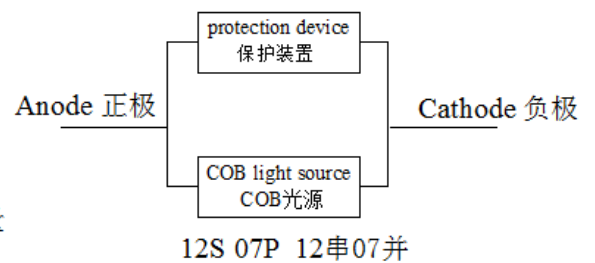 protection device
保护装置
Anode 正极
Cathode 负极
COB light source
COB光源
12S 07P 12串07并